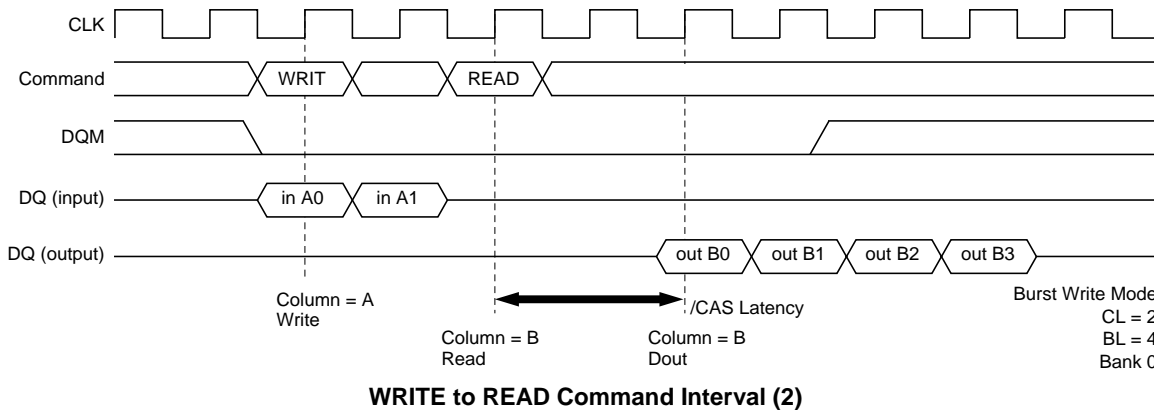 CLK
Command
WRIT
READ
DQM
DQ (input)
in A0
in A1
DQ (output)
out B0
out B1
out B2
out B3
Column = A
Write
/CAS Latency
Column = B
Read
Column = B
Dout
Burst Write Mode
CL = 2
BL = 4
Bank 0
WRITE to READ Command Interval (2)